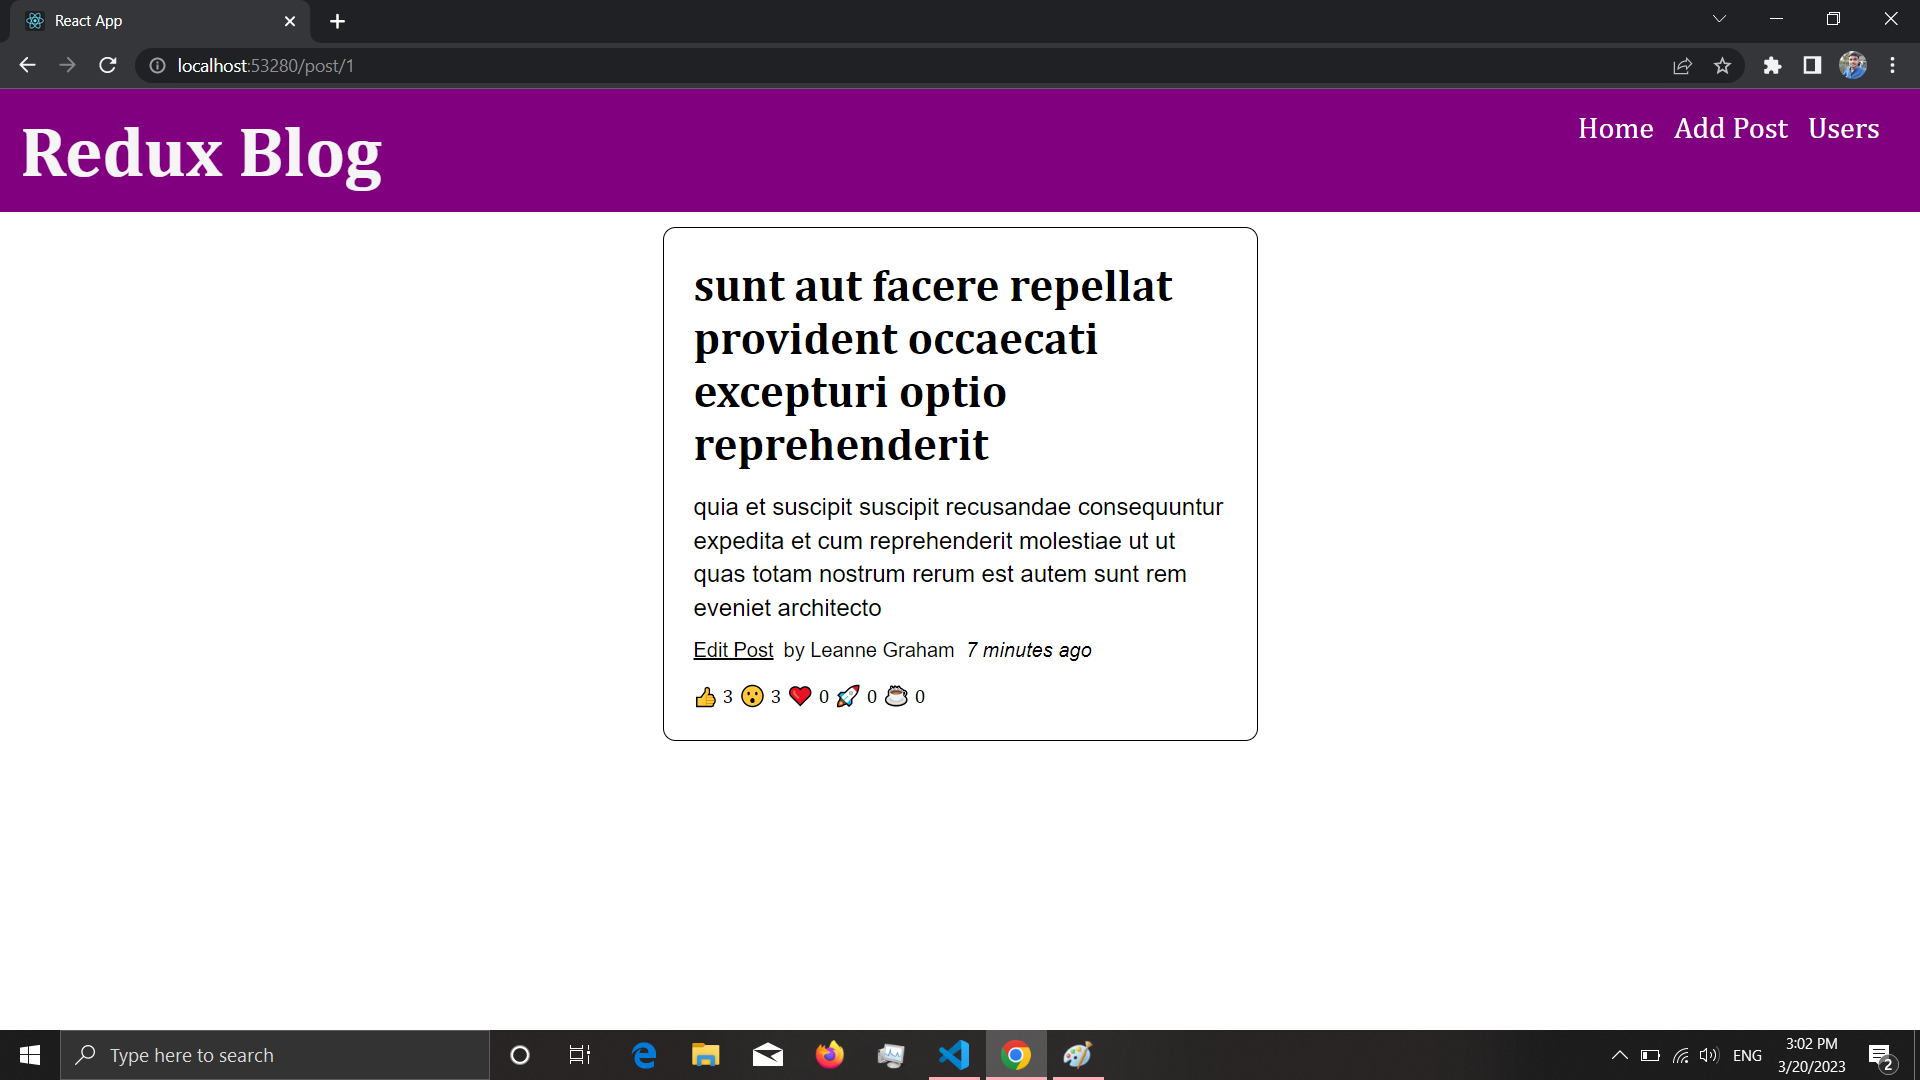 React App
localhost:53280/post/1
Redux Blog
Home Add Post Users
sunt aut facere repellat
provident occaecati
excepturi optio
reprehenderit
quia et suscipit suscipit recusandae consequuntur
expedita et cum reprehenderit molestiae ut ut
quas totam nostrum rerum est autem sunt rem
eveniet architecto
Edit Post by Leanne Graham 7 minutes ago
👍 3 😮 3 ❤️ 0 🚀 0 ☕ 0
Type here to search
ENG
3:02 PM
3/20/2023
2